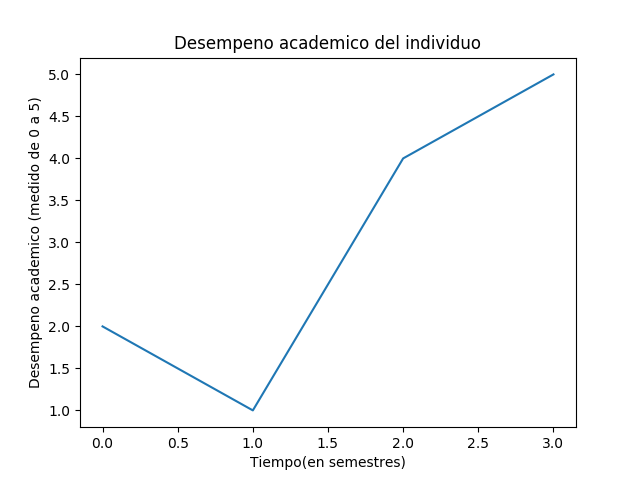 Desempeno academico del individuo
Desempeno academico (medido de 0 a 5)
5.0
4.5
4.0
3.5
3.0
2.5
2.0
1.5
1.0
0.0 0.5 1.0 1.5 2.0 2.5 3.0
Tiempo(en semestres)